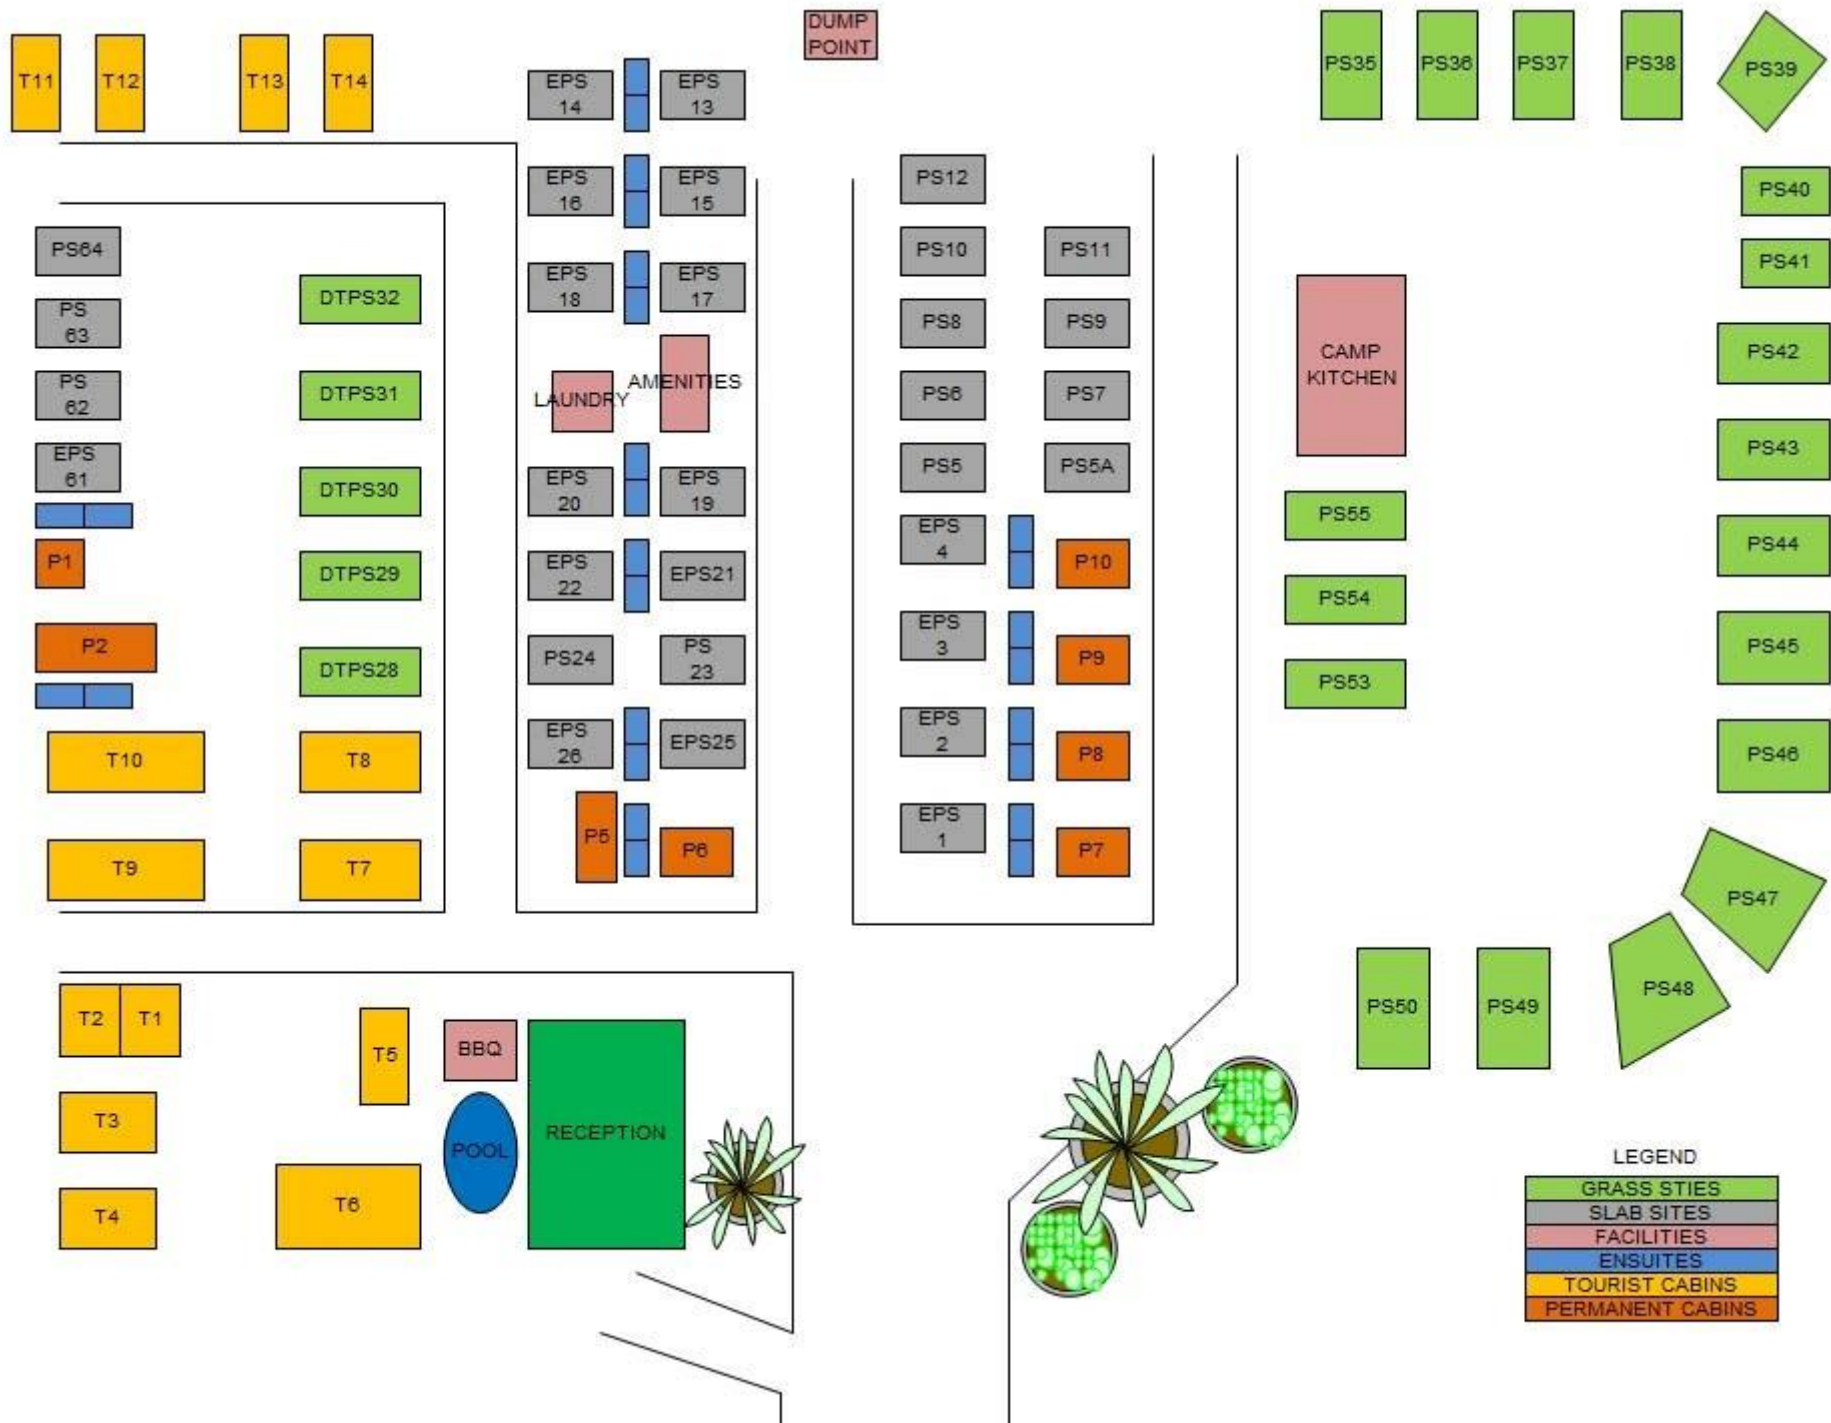 DUMP
POINT
T11
T12
T13
T14
EPS
14
EPS
13
PS35
PS36
PS37
PS38
PS39
EPS
16
EPS
15
PS12
PS40
PS64
EPS
18
EPS
17
PS10
PS11
PS41
DTPS32
PS
63
PS8
PS9
CAMP
KITCHEN
PS42
PS
62
DTPS31
LAUNDRY
AMENITIES
PS6
PS7
PS43
EPS
61
DTPS30
EPS
20
EPS
19
PS5
PS5A
PS55
PS44
P1
DTPS29
EPS
22
EPS21
EPS
4
P10
PS54
P2
DTPS28
PS24
PS
23
EPS
3
P9
PS53
PS45
T10
T8
EPS
26
EPS25
EPS
2
P8
PS46
T9
T7
P5
P6
EPS
1
P7
PS47
T2
T1
T5
BBQ
PS50
PS49
PS48
T3
POOL
RECEPTION
T4
T6
LEGEND
GRASS STIES
SLAB SITES
FACILITIES
ENSUITES
TOURIST CABINS
PERMANENT CABINS